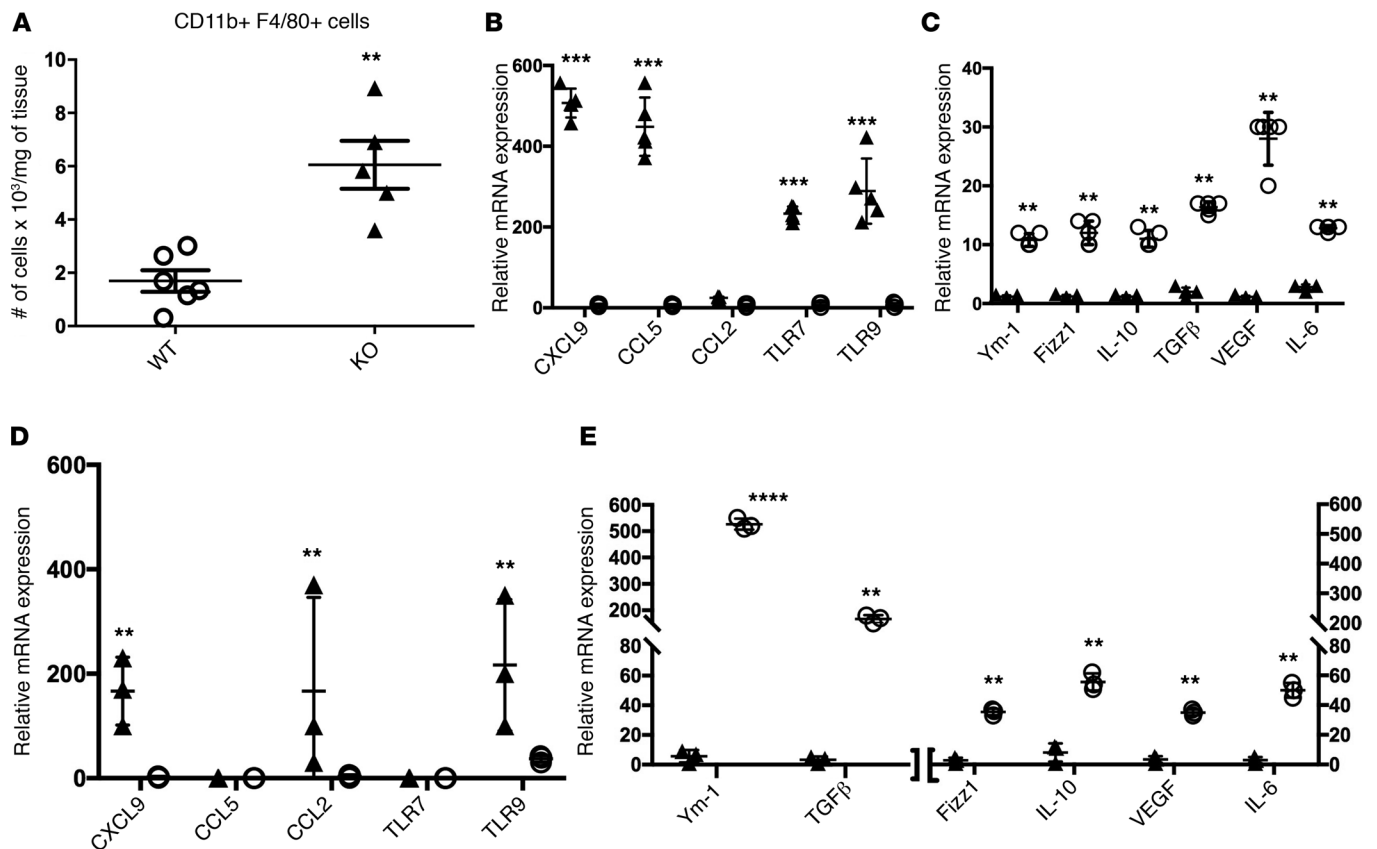 A
CD11b+ F4/80+ cells
# of cells x 10³/mg of tissue
10
8
6
4
2
0
**
WT
KO
B
Relative mRNA expression
600
400
200
0
***
***
***
***
CXCL9
CCL5
CCL2
TLR7
TLR9
C
Relative mRNA expression
40
30
20
10
0
**
**
**
**
**
**
Ym-1
Fizz1
IL-10
TGFβ
VEGF
IL-6
D
Relative mRNA expression
600
400
200
0
**
**
**
CXCL9
CCL5
CCL2
TLR7
TLR9
E
Relative mRNA expression
600
500
400
300
200
80
60
40
20
0
****
**
**
**
**
**
600
500
400
300
200
80
60
40
20
0
Ym-1
TGFβ
Fizz1
IL-10
VEGF
IL-6